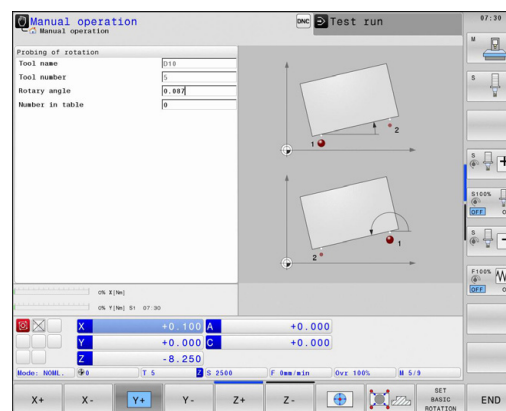 Manual operation
Manual operation
DNC
Test run
07:30
Probing of rotation
Tool name D10
Tool number 5
Rotary angle 0.087
Number in table 0
1
2
2
1
M
S
S
S100%
OFF
S
F100% W
OFF
0% X[Nm]
0% Y[Nm] S1 07:30
X +0.100 A +0.000
Y +0.000 C +0.000
Z -8.250
Mode: NOML. 0 T 5 Z S 2500 F 0mm/min Ovr 100% M 5/9
X+ X- Y+ Y- Z+ Z- SET BASIC ROTATION END